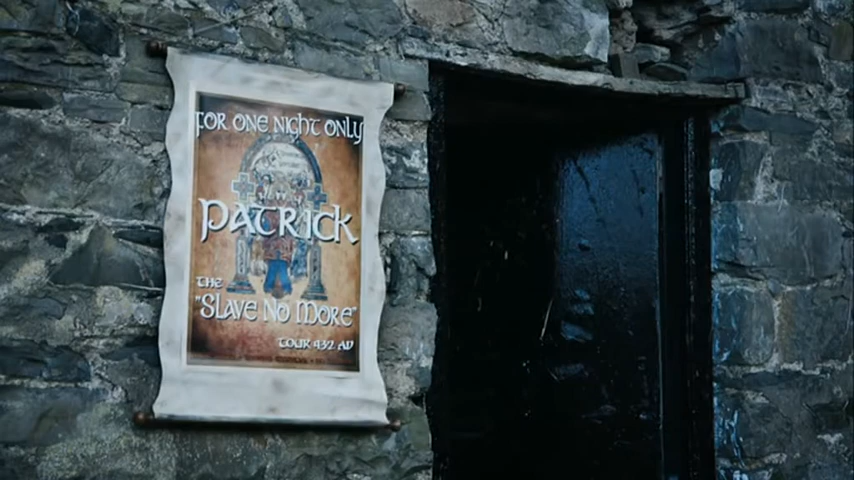 FOR ONE NIGHT ONLY
PATRICK
THE
"SLAVE NO MORE"
TOUR 432 AD